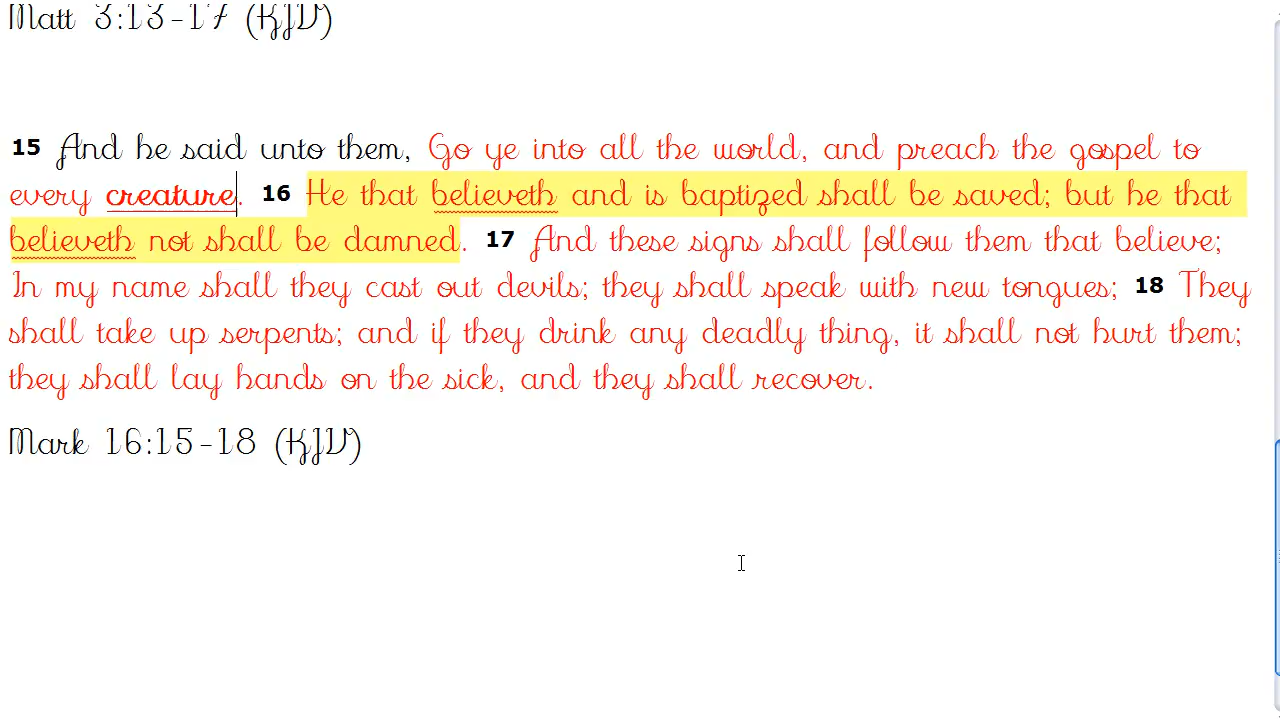 Matt 3:13-17 (KJV)
15 And he said unto them, Go ye into all the world, and preach the gospel to
every creature. 16 He that believeth and is baptized shall be saved; but he that
believeth not shall be damned. 17 And these signs shall follow them that believe;
In my name shall they cast out devils; they shall speak with new tongues; 18 They
shall take up serpents; and if they drink any deadly thing, it shall not hurt them;
they shall lay hands on the sick, and they shall recover.
Mark 16:15-18 (KJV)